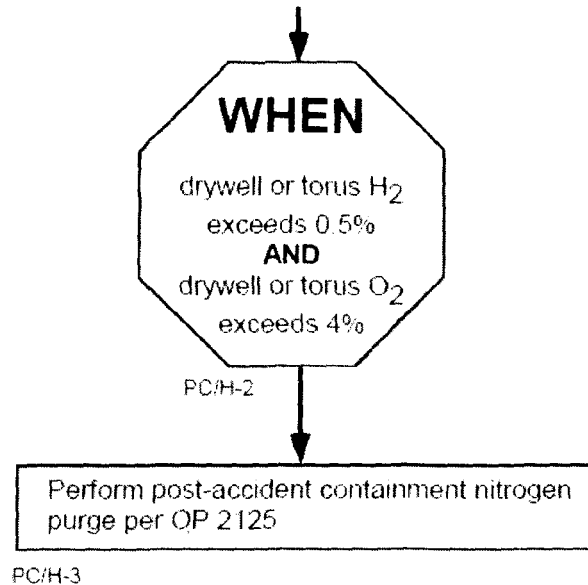 WHEN
drywell or torus H2
exceeds 0.5%
AND
drywell or torus O2
exceeds 4%
PC/H-2
Perform post-accident containment nitrogen
purge per OP 2125
PC/H-3